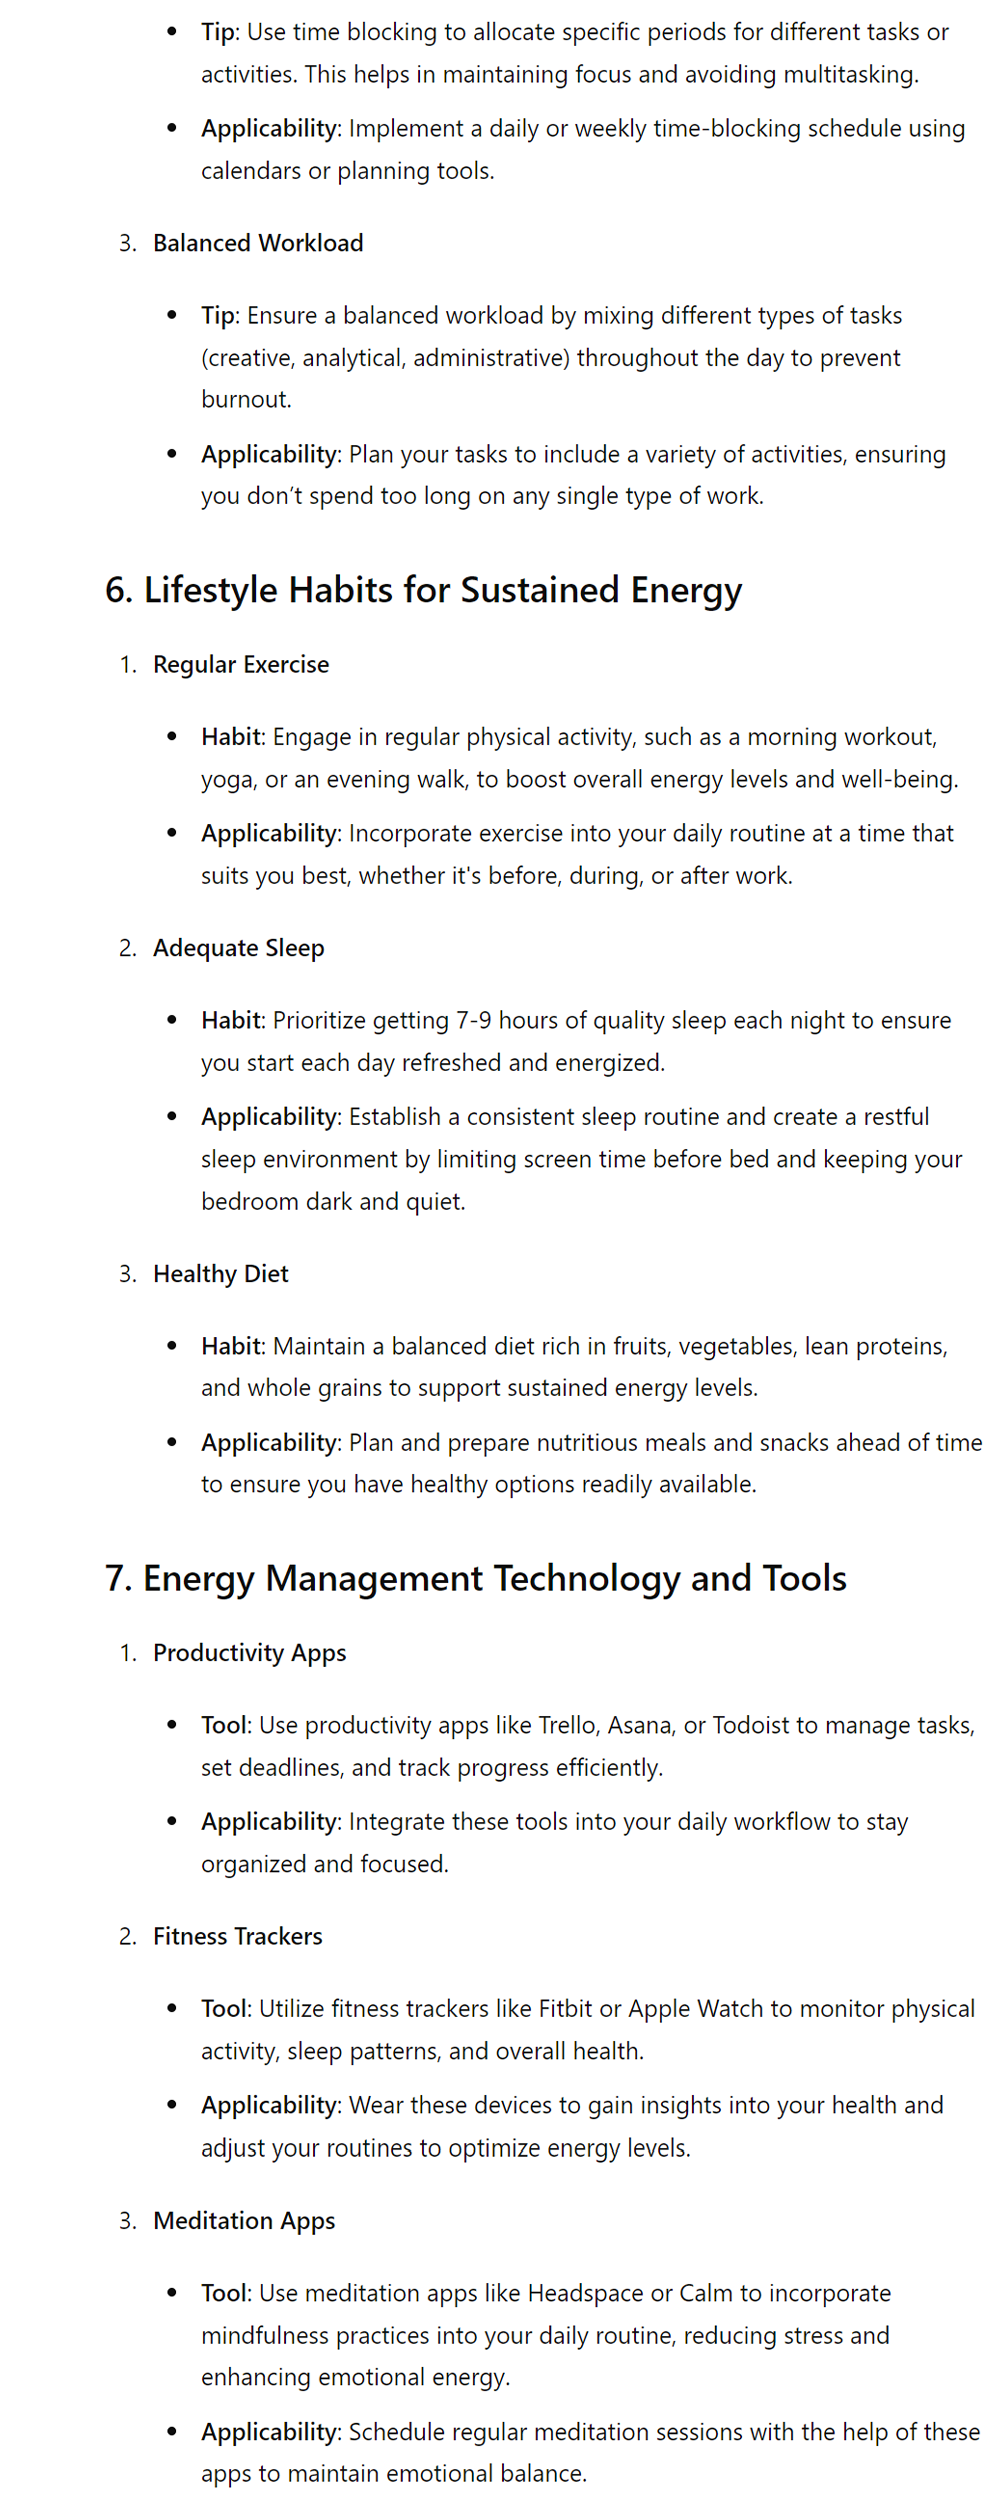 • Tip: Use time blocking to allocate specific periods for different tasks or
activities. This helps in maintaining focus and avoiding multitasking.
• Applicability: Implement a daily or weekly time-blocking schedule using
calendars or planning tools.
3. Balanced Workload
• Tip: Ensure a balanced workload by mixing different types of tasks
(creative, analytical, administrative) throughout the day to prevent
burnout.
• Applicability: Plan your tasks to include a variety of activities, ensuring
you don’t spend too long on any single type of work.
6. Lifestyle Habits for Sustained Energy
1. Regular Exercise
• Habit: Engage in regular physical activity, such as a morning workout,
yoga, or an evening walk, to boost overall energy levels and well-being.
• Applicability: Incorporate exercise into your daily routine at a time that
suits you best, whether it's before, during, or after work.
2. Adequate Sleep
• Habit: Prioritize getting 7-9 hours of quality sleep each night to ensure
you start each day refreshed and energized.
• Applicability: Establish a consistent sleep routine and create a restful
sleep environment by limiting screen time before bed and keeping your
bedroom dark and quiet.
3. Healthy Diet
• Habit: Maintain a balanced diet rich in fruits, vegetables, lean proteins,
and whole grains to support sustained energy levels.
• Applicability: Plan and prepare nutritious meals and snacks ahead of time
to ensure you have healthy options readily available.
7. Energy Management Technology and Tools
1. Productivity Apps
• Tool: Use productivity apps like Trello, Asana, or Todoist to manage tasks,
set deadlines, and track progress efficiently.
• Applicability: Integrate these tools into your daily workflow to stay
organized and focused.
2. Fitness Trackers
• Tool: Utilize fitness trackers like Fitbit or Apple Watch to monitor physical
activity, sleep patterns, and overall health.
• Applicability: Wear these devices to gain insights into your health and
adjust your routines to optimize energy levels.
3. Meditation Apps
• Tool: Use meditation apps like Headspace or Calm to incorporate
mindfulness practices into your daily routine, reducing stress and
enhancing emotional energy.
• Applicability: Schedule regular meditation sessions with the help of these
apps to maintain emotional balance.